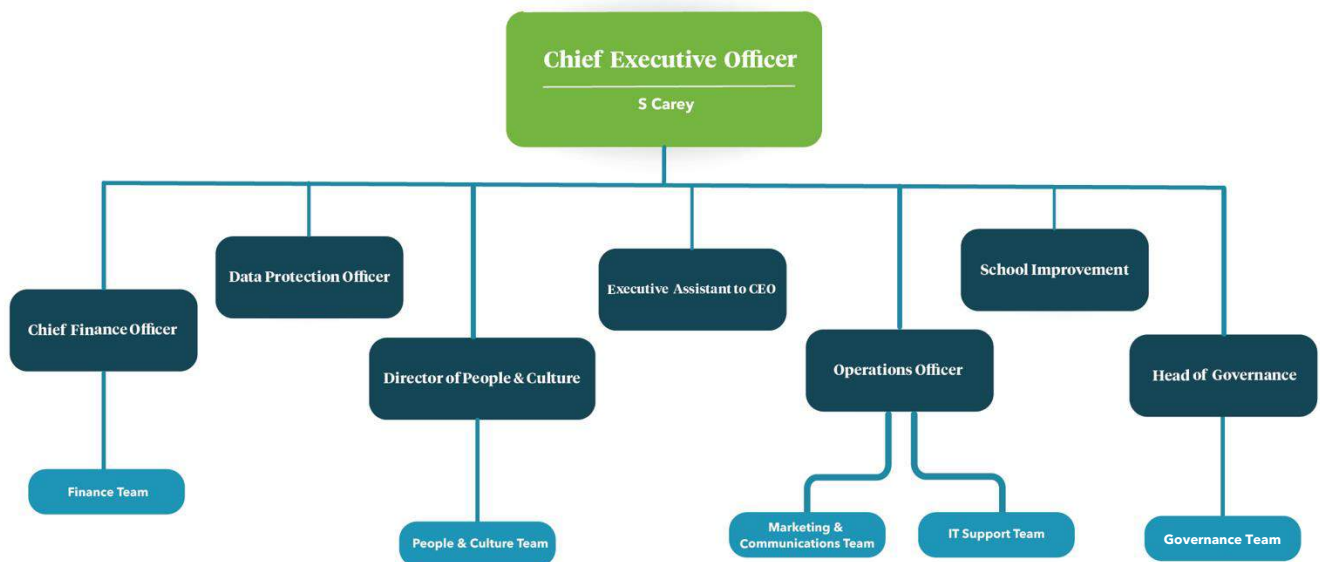 Chief Executive Officer
S Carey
Data Protection Officer
School Improvement
Executive Assistant to CEO
Chief Finance Officer
Director of People & Culture
Operations Officer
Head of Governance
Finance Team
People & Culture Team
Marketing &
Communications Team
IT Support Team
Governance Team